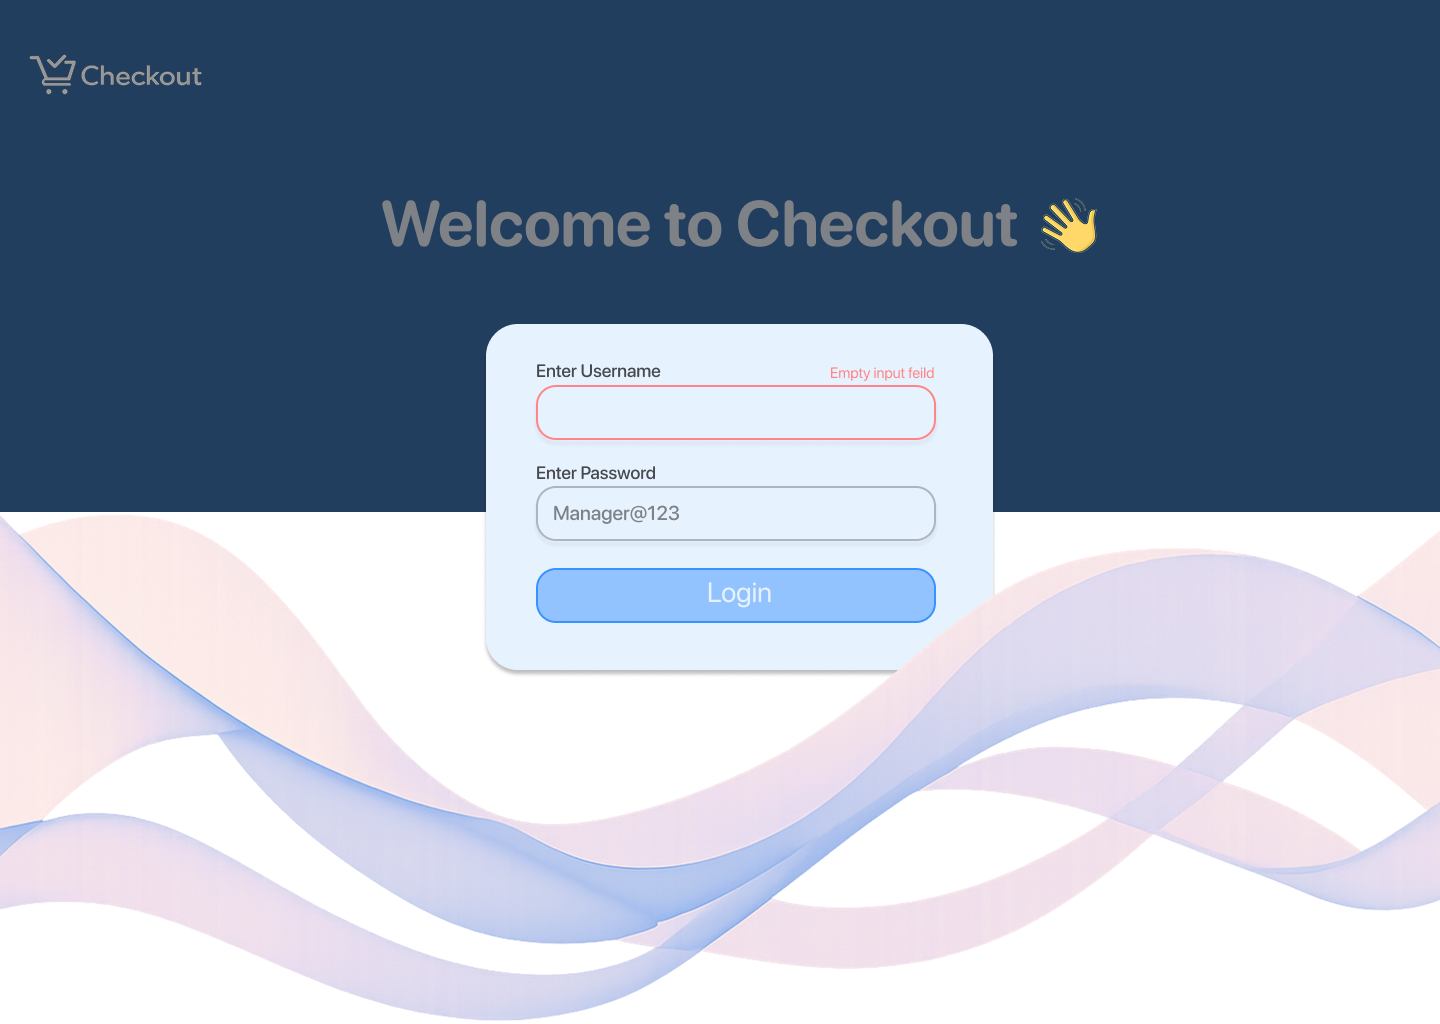 Checkout
Welcome to Checkout 👋
Enter Username
Empty input feild
Enter Password
Manager@123
Login